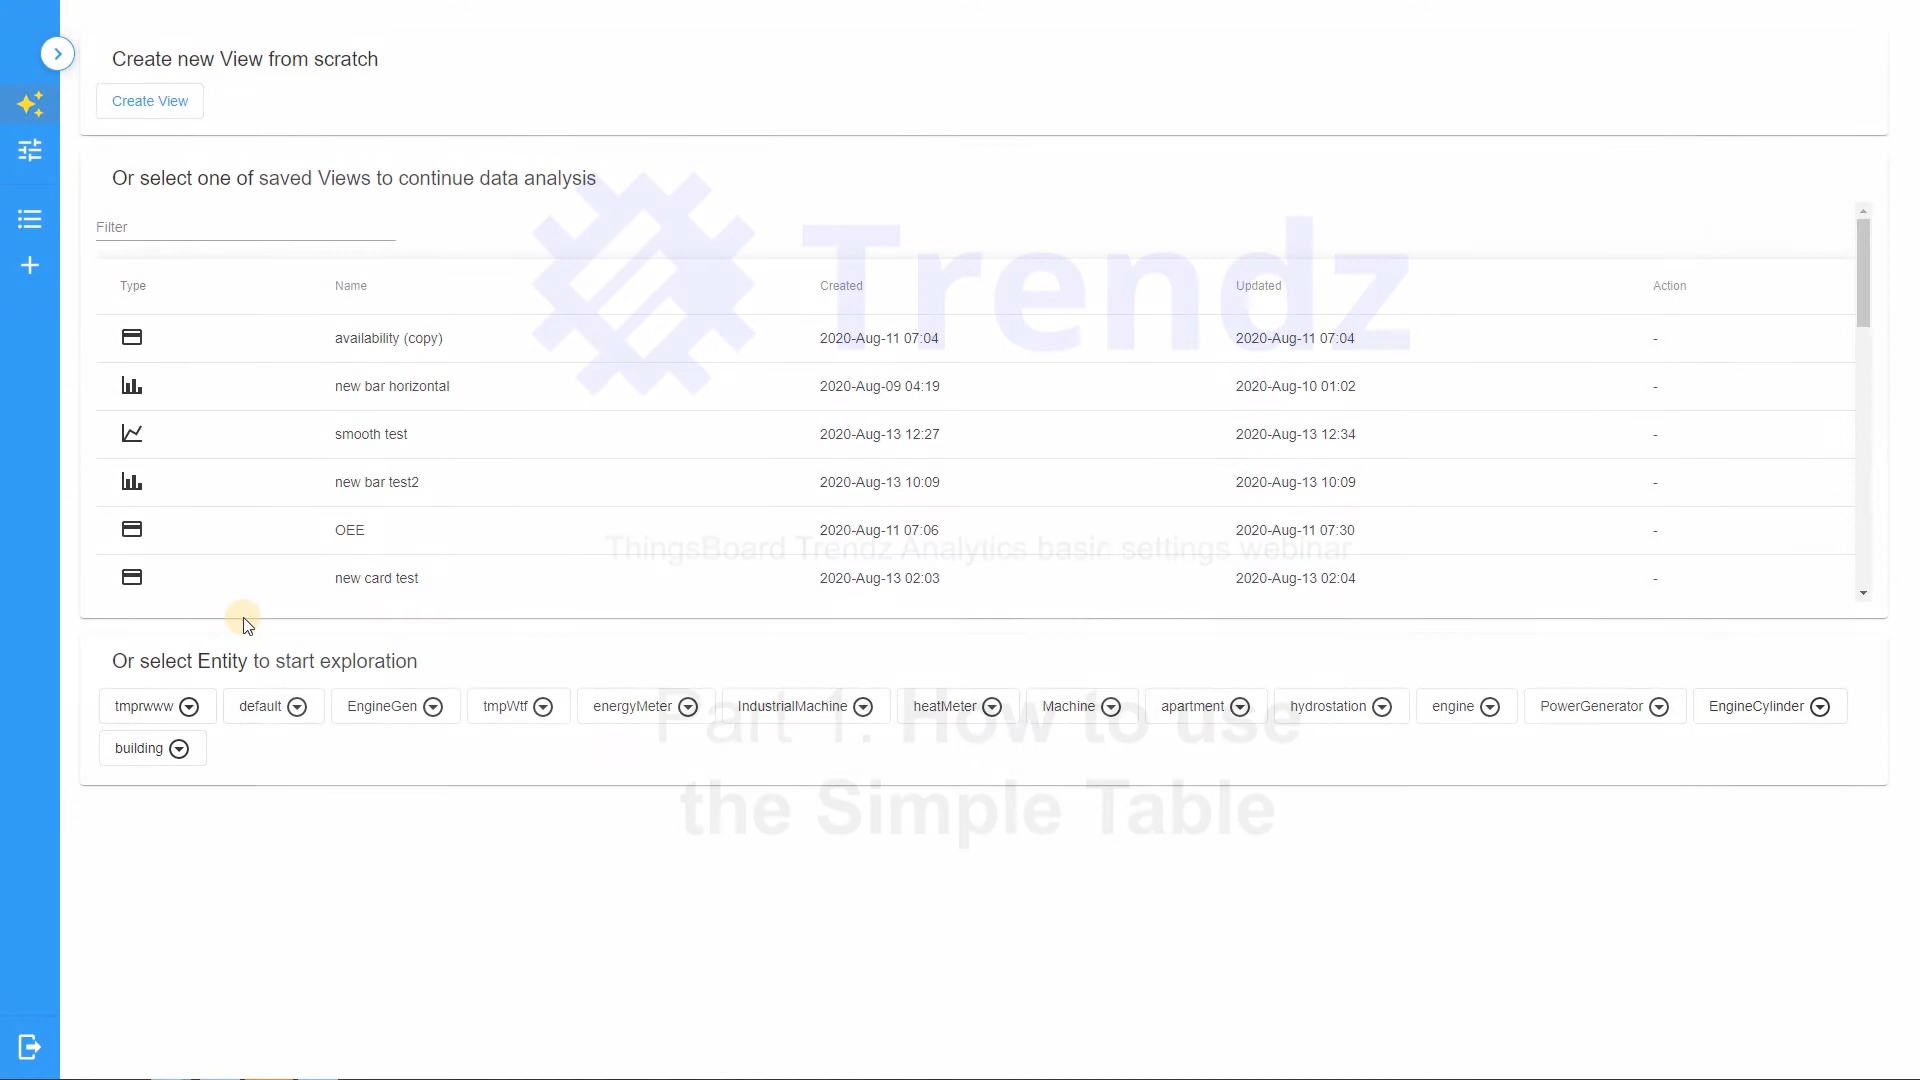 Create new View from scratch
Create View
Or select one of saved Views to continue data analysis
Filter
Trendz
Type Name Created Updated Action
availability (copy) 2020-Aug-11 07:04 2020-Aug-11 07:04 -
new bar horizontal 2020-Aug-09 04:19 2020-Aug-10 01:02 -
smooth test 2020-Aug-13 12:27 2020-Aug-13 12:34 -
new bar test2 2020-Aug-13 10:09 2020-Aug-13 10:09 -
OEE 2020-Aug-11 07:06 2020-Aug-11 07:30 -
ThingsBoard Trendz Analytics basic settings webinar
new card test 2020-Aug-13 02:03 2020-Aug-13 02:04 -
Or select Entity to start exploration
tmprwww default EngineGen tmpWtf energyMeter IndustrialMachine heatMeter Machine apartment hydrostation engine PowerGenerator EngineCylinder
Part 1. How to use
building
the Simple Table